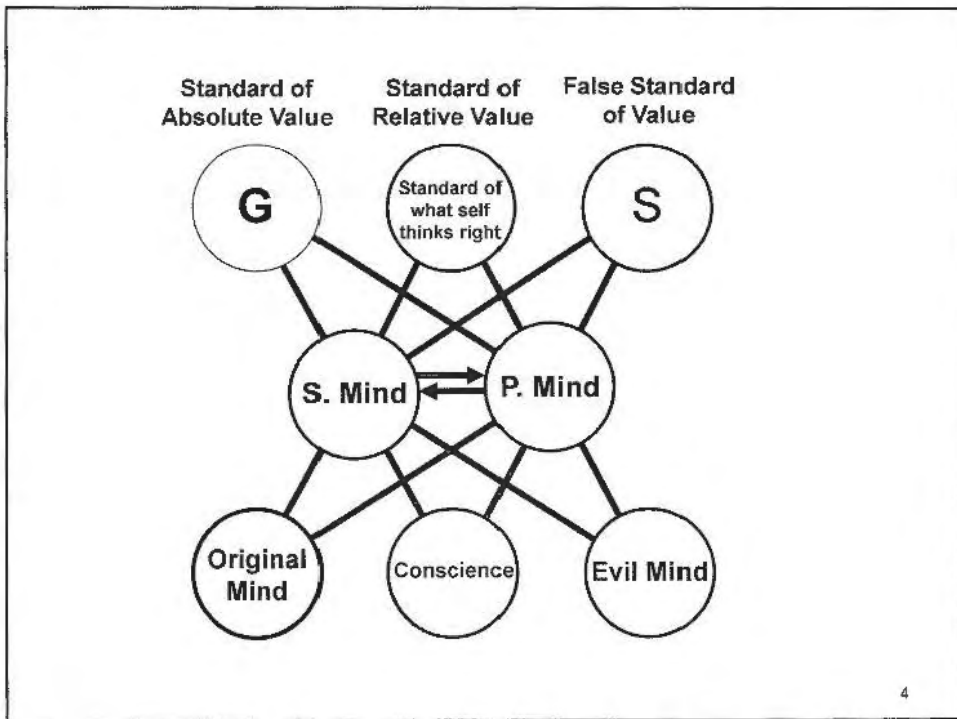 Standard of
Absolute Value
Standard of
Relative Value
False Standard
of Value
G
Standard of
what self
thinks right
S
S. Mind
P. Mind
Original
Mind
Conscience
Evil Mind
4